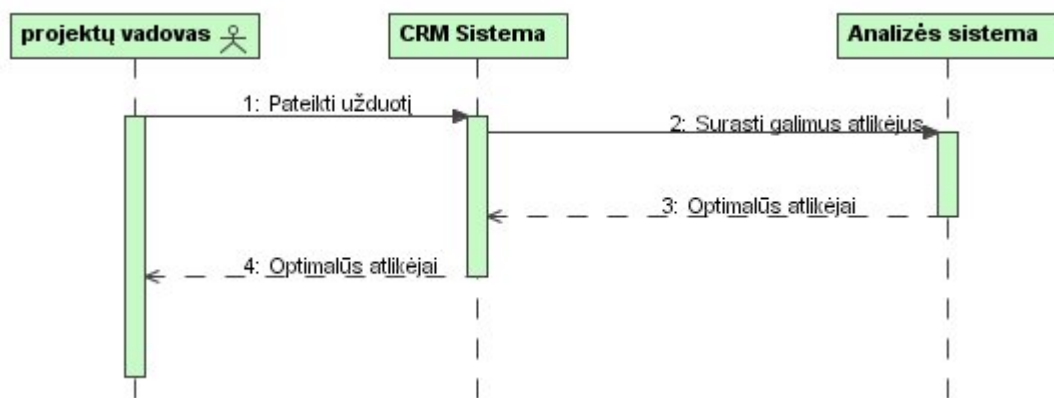 projektų vadovas
CRM Sistema
Analizės sistema
1: Pateikti užduotį
2: Surasti galimus atlikėjus
3: Optimalūs atlikėjai
4: Optimalūs atlikėjai